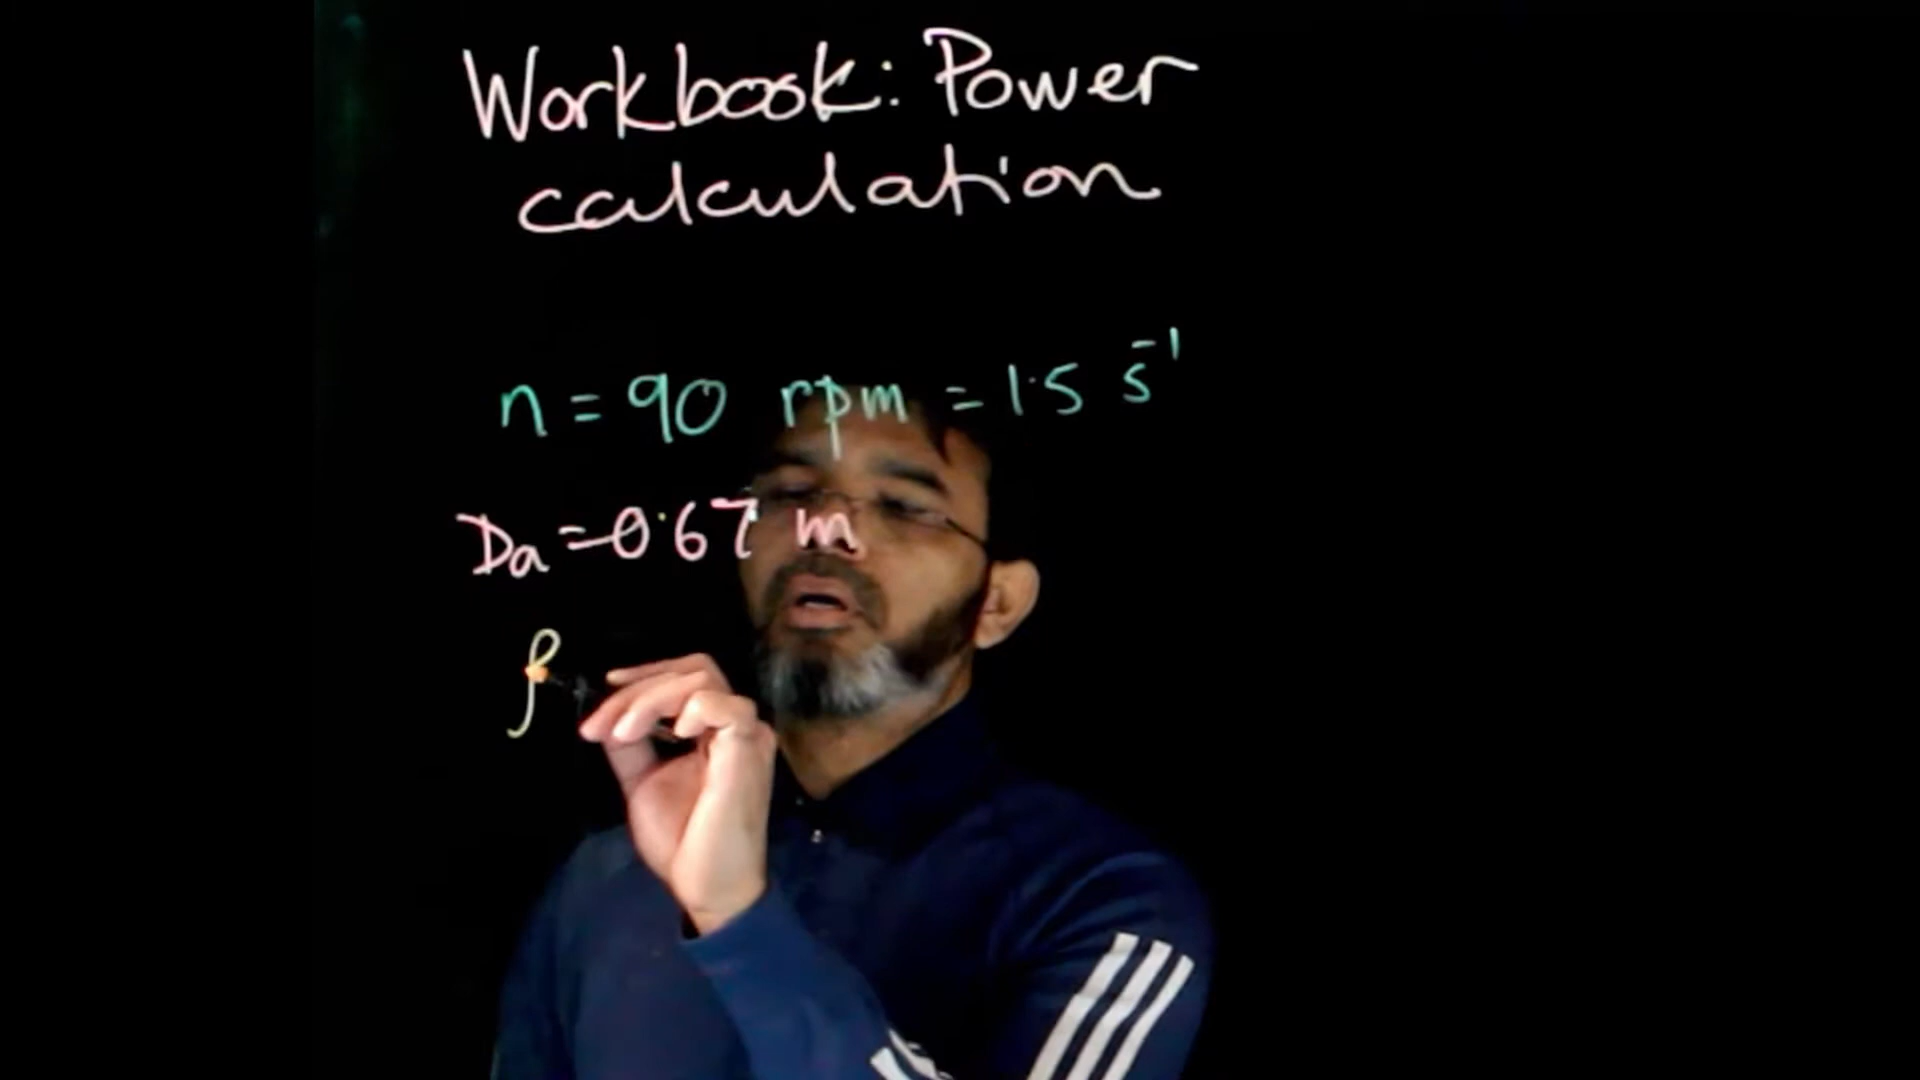 Workbook: Power
calculation
n = 90 rpm = 1.5 s⁻¹
Da = 0.67 m
ρ